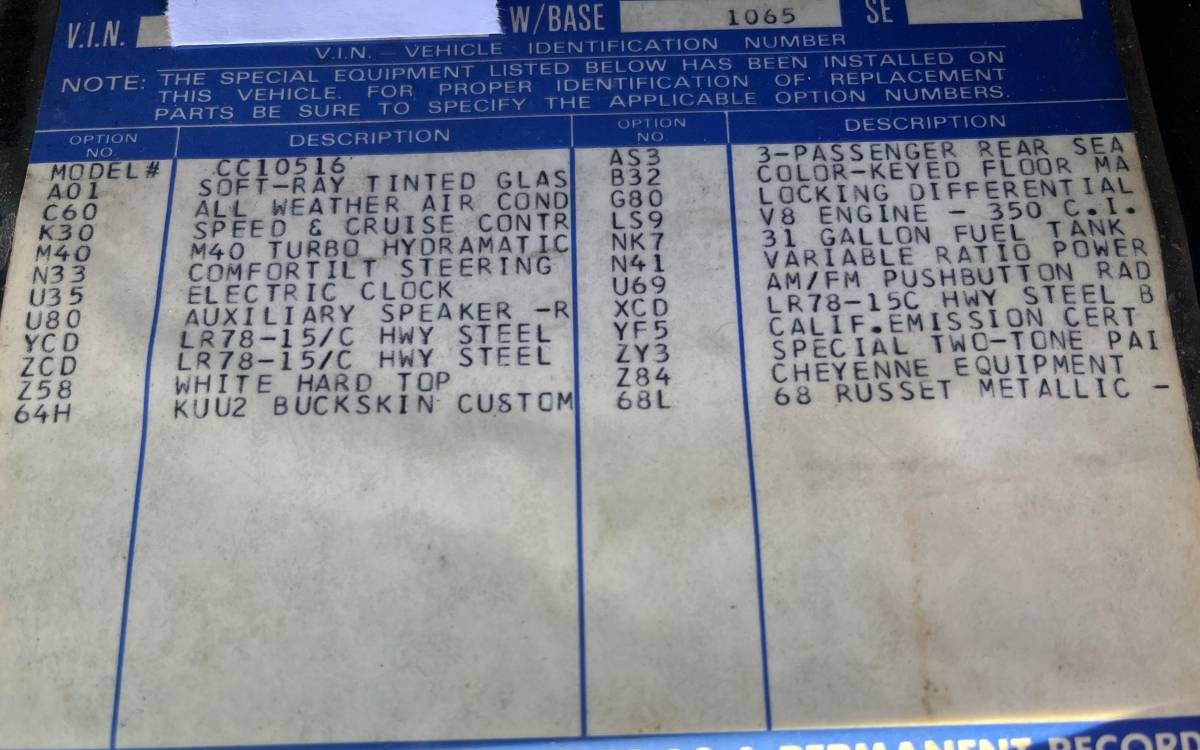 V.I.N. W/BASE 1065 SE
V.I.N. – VEHICLE IDENTIFICATION NUMBER
NOTE: THE SPECIAL EQUIPMENT LISTED BELOW HAS BEEN INSTALLED ON
THIS VEHICLE. FOR PROPER IDENTIFICATION OF REPLACEMENT
PARTS BE SURE TO SPECIFY THE APPLICABLE OPTION NUMBERS.
OPTION NO. DESCRIPTION OPTION NO. DESCRIPTION
MODEL# CC10516 AS3 3-PASSENGER REAR SEA
A01 SOFT-RAY TINTED GLAS B32 COLOR-KEYED FLOOR MA
C60 ALL WEATHER AIR COND G80 LOCKING DIFFERENTIAL
K30 SPEED & CRUISE CONTR LS9 V8 ENGINE - 350 C.I.
M40 M40 TURBO HYDRAMATIC NK7 31 GALLON FUEL TANK
N33 COMFORTILT STEERING N41 VARIABLE RATIO POWER
U35 ELECTRIC CLOCK U69 AM/FM PUSHBUTTON RAD
U80 AUXILIARY SPEAKER -R XCD LR78-15C HWY STEEL B
YCD LR78-15/C HWY STEEL YF5 CALIF.EMISSION CERT
ZCD LR78-15/C HWY STEEL ZY3 SPECIAL TWO-TONE PAI
Z58 WHITE HARD TOP Z84 CHEYENNE EQUIPMENT
64H KUU2 BUCKSKIN CUSTOM 68L 68 RUSSET METALLIC -
A PERMANENT RECORD